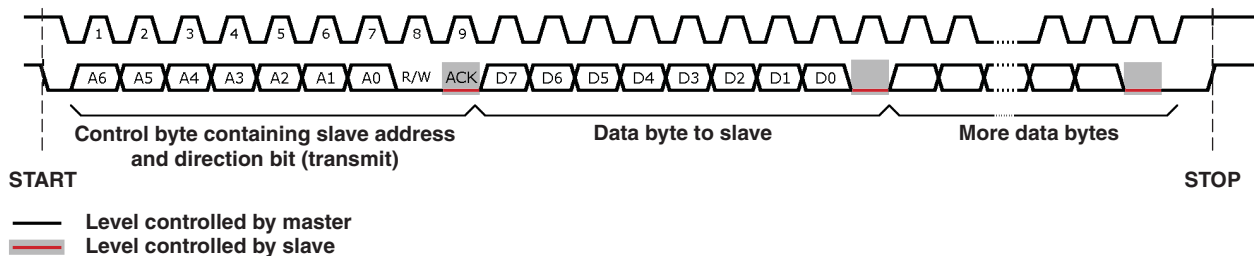 1 2 3 4 5 6 7 8 9
A6 A5 A4 A3 A2 A1 A0 R/W ACK D7 D6 D5 D4 D3 D2 D1 D0
Control byte containing slave address
and direction bit (transmit)
Data byte to slave
More data bytes
START
STOP
Level controlled by master
Level controlled by slave